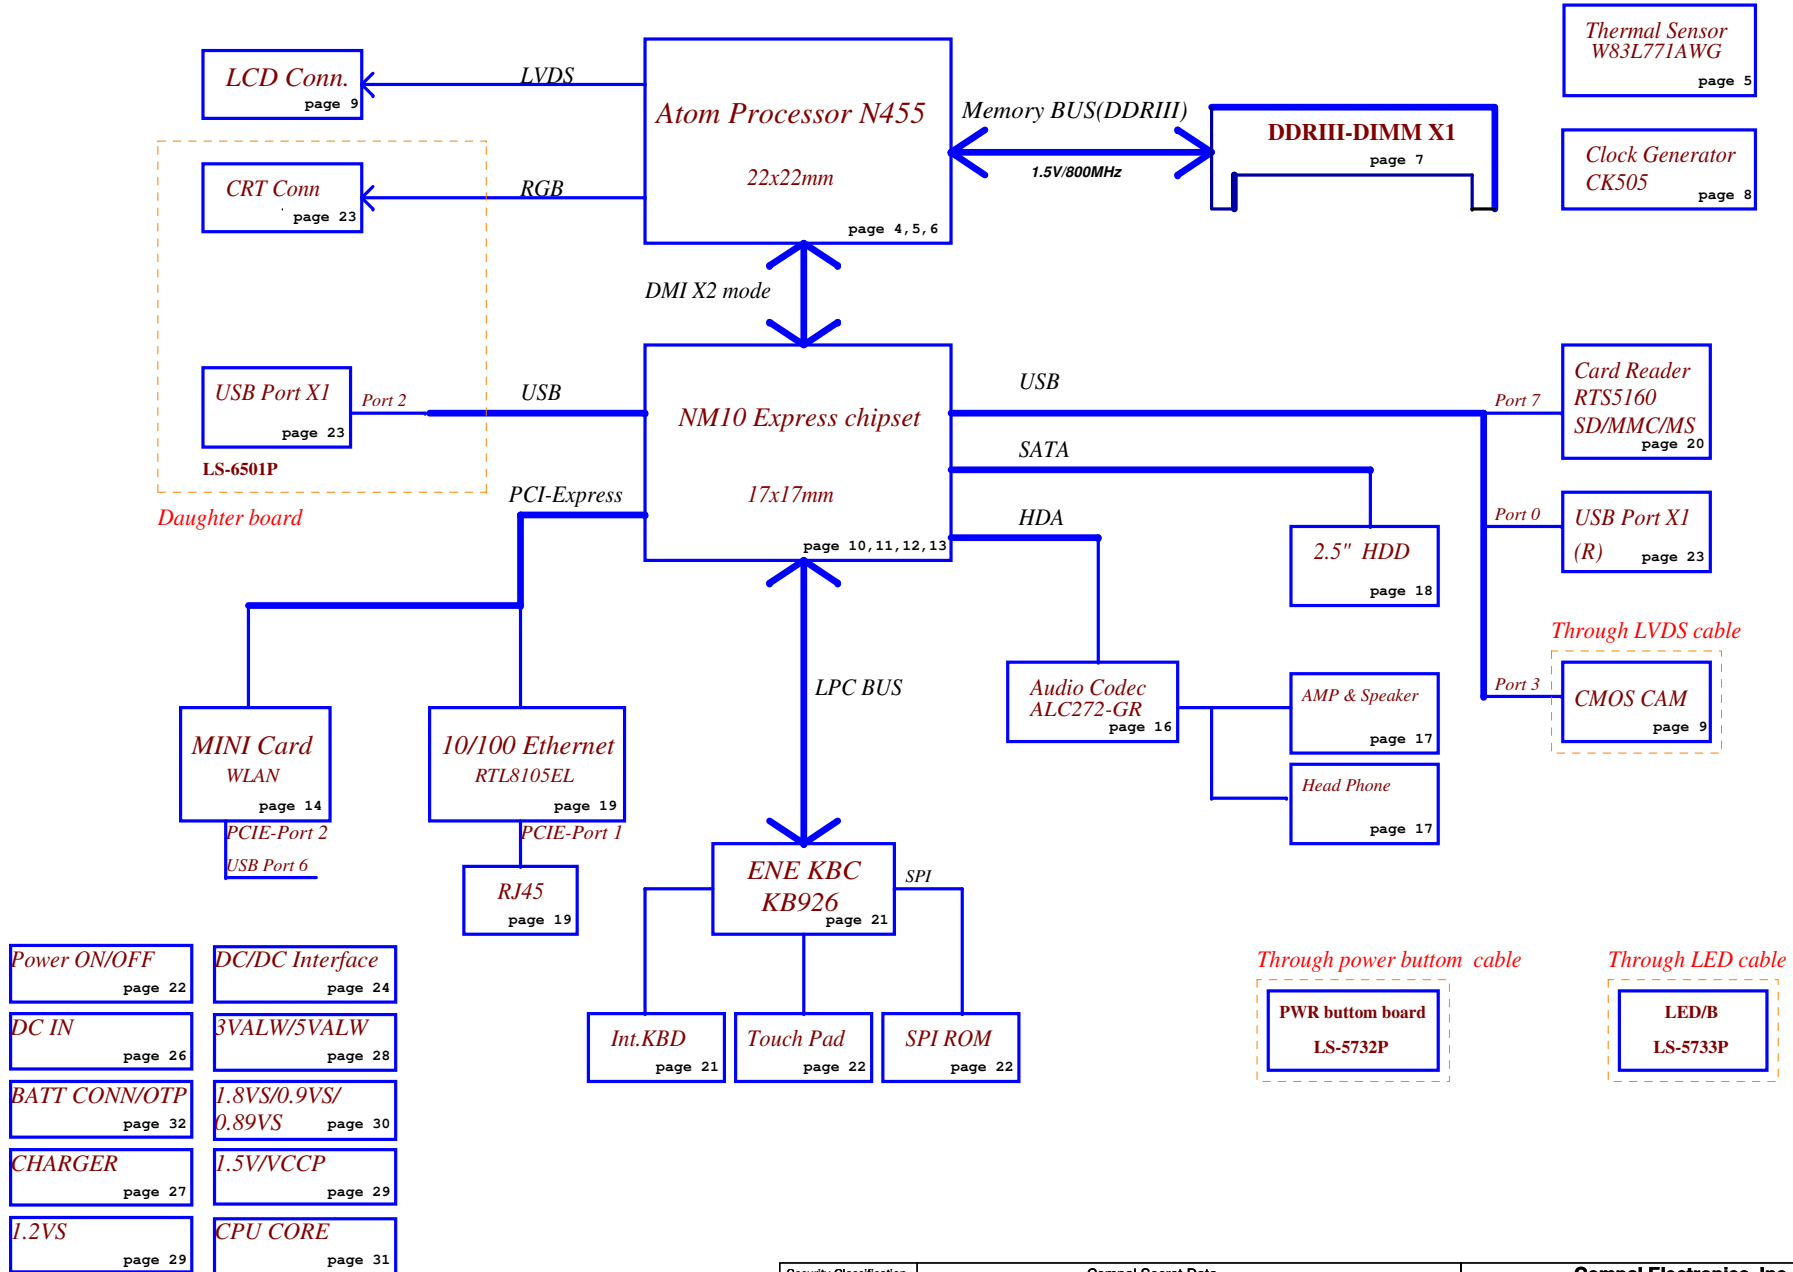 Thermal Sensor
W83L771AWG
page 5
LCD Conn.
page 9
LVDS
Atom Processor N455
22x22mm
page 4,5,6
Memory BUS(DDRIII)
1.5V/800MHz
DDRIII-DIMM X1
page 7
Clock Generator
CK505
page 8
CRT Conn
page 23
RGB
DMI X2 mode
USB Port X1
page 23
Port 2
USB
LS-6501P
Daughter board
PCI-Express
NM10 Express chipset
17x17mm
page 10,11,12,13
USB
SATA
HDA
Port 7
Card Reader
RTS5160
SD/MMC/MS
page 20
Port 0
USB Port X1
(R)
page 23
2.5" HDD
page 18
Through LVDS cable
Port 3
CMOS CAM
page 9
LPC BUS
Audio Codec
ALC272-GR
page 16
AMP & Speaker
page 17
Head Phone
page 17
MINI Card
WLAN
page 14
PCIE-Port 2
USB Port 6
10/100 Ethernet
RTL8105EL
page 19
PCIE-Port 1
RJ45
page 19
ENE KBC
KB926
page 21
SPI
Int.KBD
page 21
Touch Pad
page 22
SPI ROM
page 22
Through power buttom cable
PWR buttom board
LS-5732P
Through LED cable
LED/B
LS-5733P
Power ON/OFF
page 22
DC/DC Interface
page 24
DC IN
page 26
3VALW/5VALW
page 28
BATT CONN/OTP
page 32
1.8VS/0.9VS/
0.89VS
page 30
CHARGER
page 27
1.5V/VCCP
page 29
1.2VS
page 29
CPU CORE
page 31
Security Classification
Compal Secret Data
Compal Electronics, Inc.